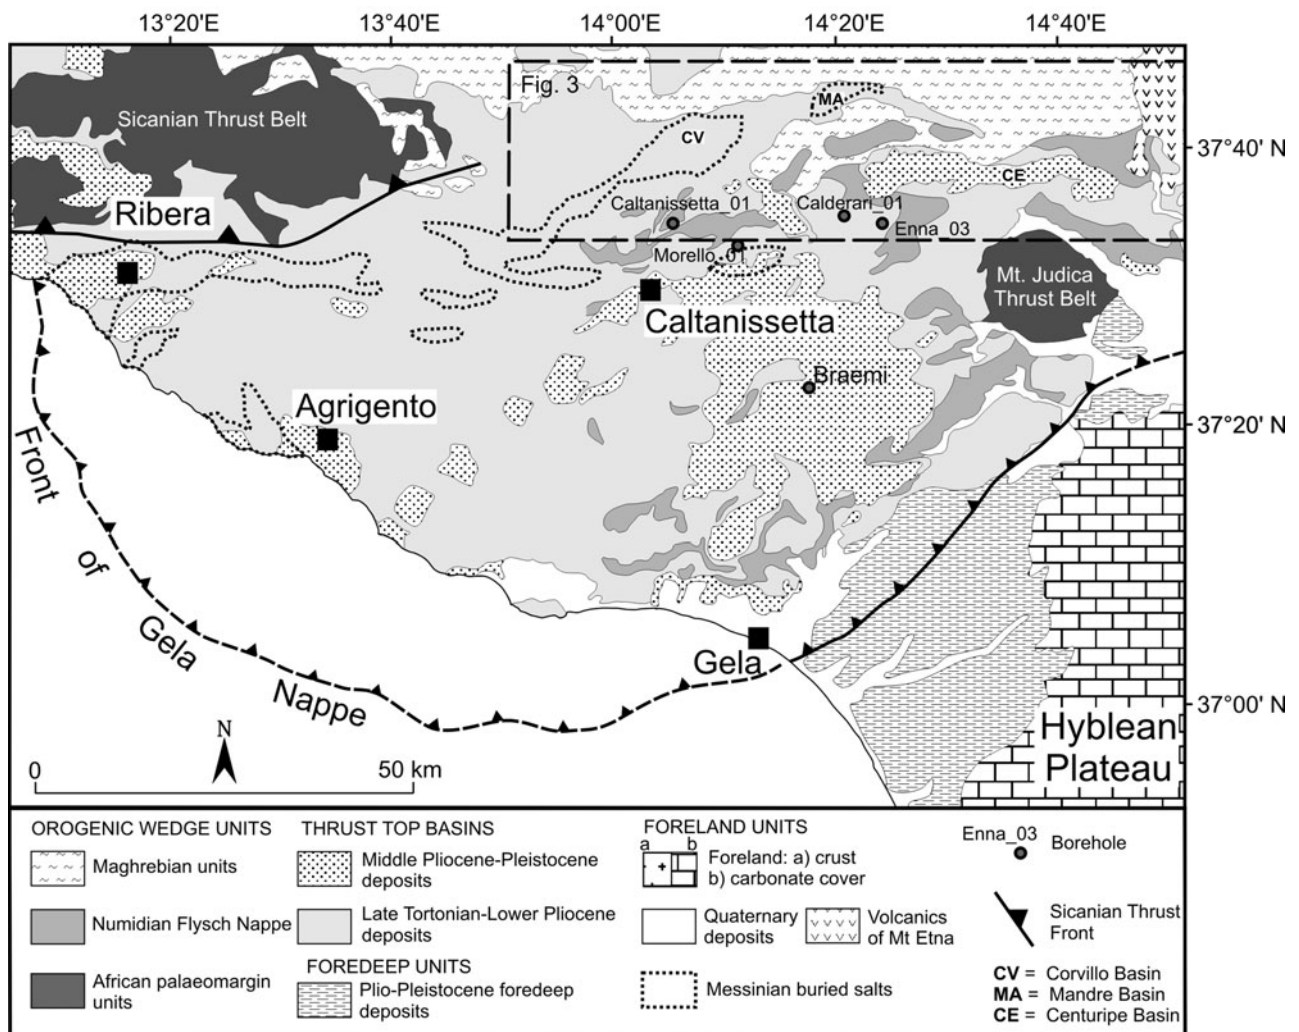 13°20'E 13°40'E 14°00'E 14°20'E 14°40'E
Fig. 3
MA
Sicanian Thrust Belt
CV
37°40' N
CE
Caltanissetta_01
Calderari_01
Ribera
Enna_03
Morello_01
Mt. Judica
Thrust Belt
Caltanissetta
Braemi
Agrigento
37°20' N
Front
of
Gela
Nappe
Gela
37°00' N
N
0 50 km
Hyblean
Plateau
OROGENIC WEDGE UNITS
Maghrebian units
Numidian Flysch Nappe
African palaeomargin
units
THRUST TOP BASINS
Middle Pliocene-Pleistocene
deposits
Late Tortonian-Lower Pliocene
deposits
FOREDEEP UNITS
Plio-Pleistocene foredeep
deposits
FORELAND UNITS
a b
Foreland: a) crust
b) carbonate cover
Quaternary
deposits
Volcanics
of Mt Etna
Messinian buried salts
Enna_03
Borehole
Sicanian Thrust
Front
CV = Corvillo Basin
MA = Mandre Basin
CE = Centuripe Basin